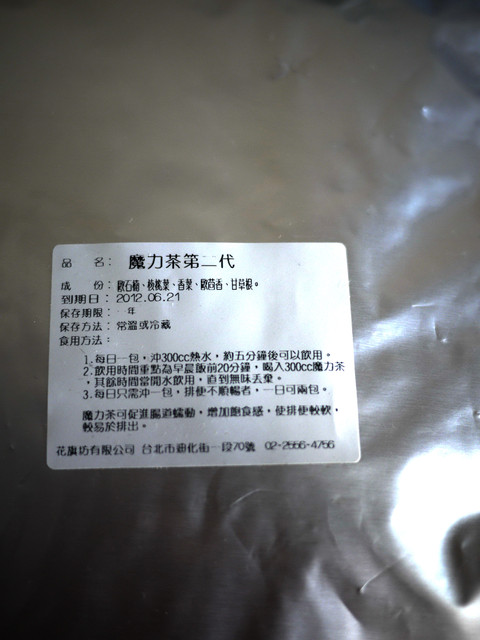 品 名： 魔力茶第二代
成 份：歐石楠、核桃葉、香葉、歐茴香、甘草根。
到期日：2012.06.21
保存期限： 年
保存方法：常溫或冷藏
食用方法：
1.每日一包，沖300cc熱水，約五分鐘後可以飲用。
2.飲用時間重點為早晨飯前20分鐘，喝入300cc魔力茶
，其餘時間當開水飲用，直到無味丟棄。
3.每日只需沖一包，排便不順暢者，一日可兩包。
魔力茶可促進腸道蠕動，增加飽食感，使排便較軟，
較易於排出。
花旗坊有限公司 台北市迪化街一段70號 02-2556-4756